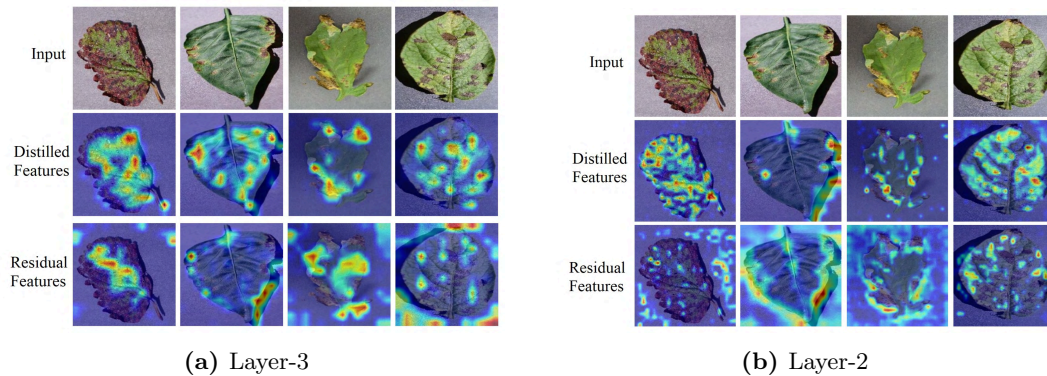 Input
Distilled
Features
Residual
Features
(a) Layer-3
Input
Distilled
Features
Residual
Features
(b) Layer-2